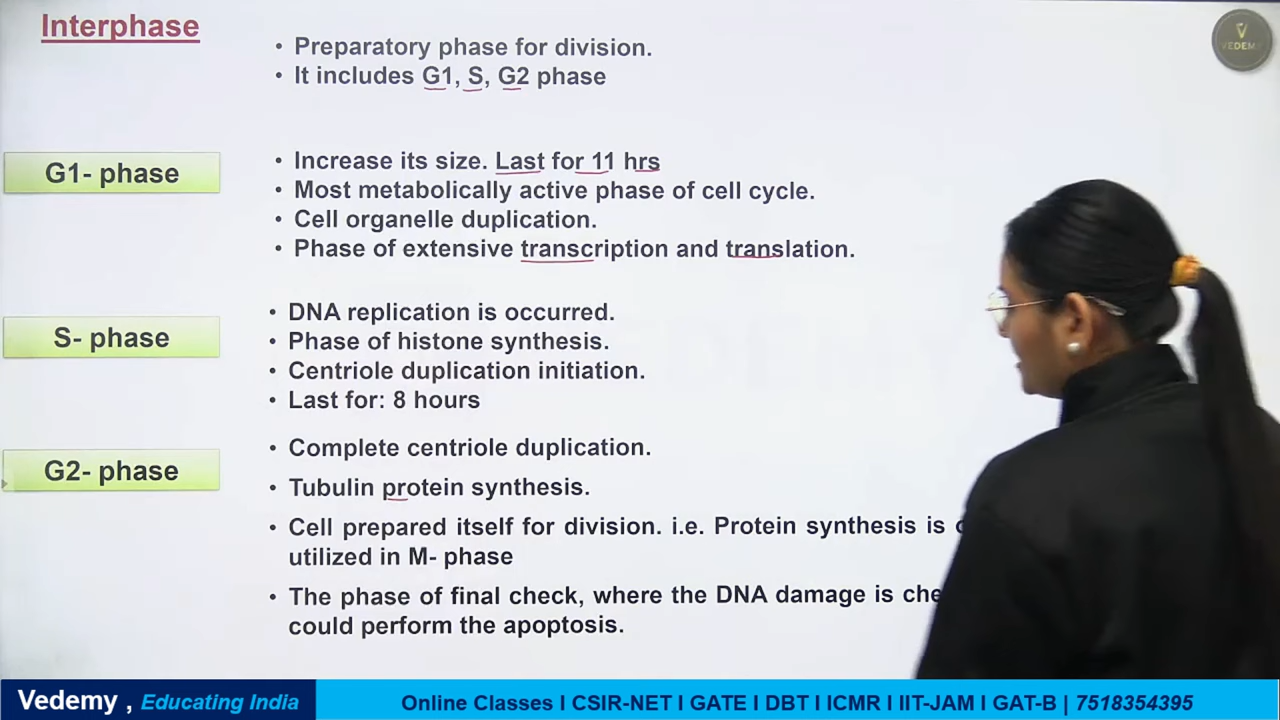 Interphase
• Preparatory phase for division.
• It includes G1, S, G2 phase
VEDEMY
G1- phase
• Increase its size. Last for 11 hrs
• Most metabolically active phase of cell cycle.
• Cell organelle duplication.
• Phase of extensive transcription and translation.
S- phase
• DNA replication is occurred.
• Phase of histone synthesis.
• Centriole duplication initiation.
• Last for: 8 hours
G2- phase
• Complete centriole duplication.
• Tubulin protein synthesis.
• Cell prepared itself for division. i.e. Protein synthesis is
utilized in M- phase
• The phase of final check, where the DNA damage is
could perform the apoptosis.
Vedemy , Educating India
Online Classes I CSIR-NET I GATE I DBT I ICMR I IIT-JAM I GAT-B | 7518354395